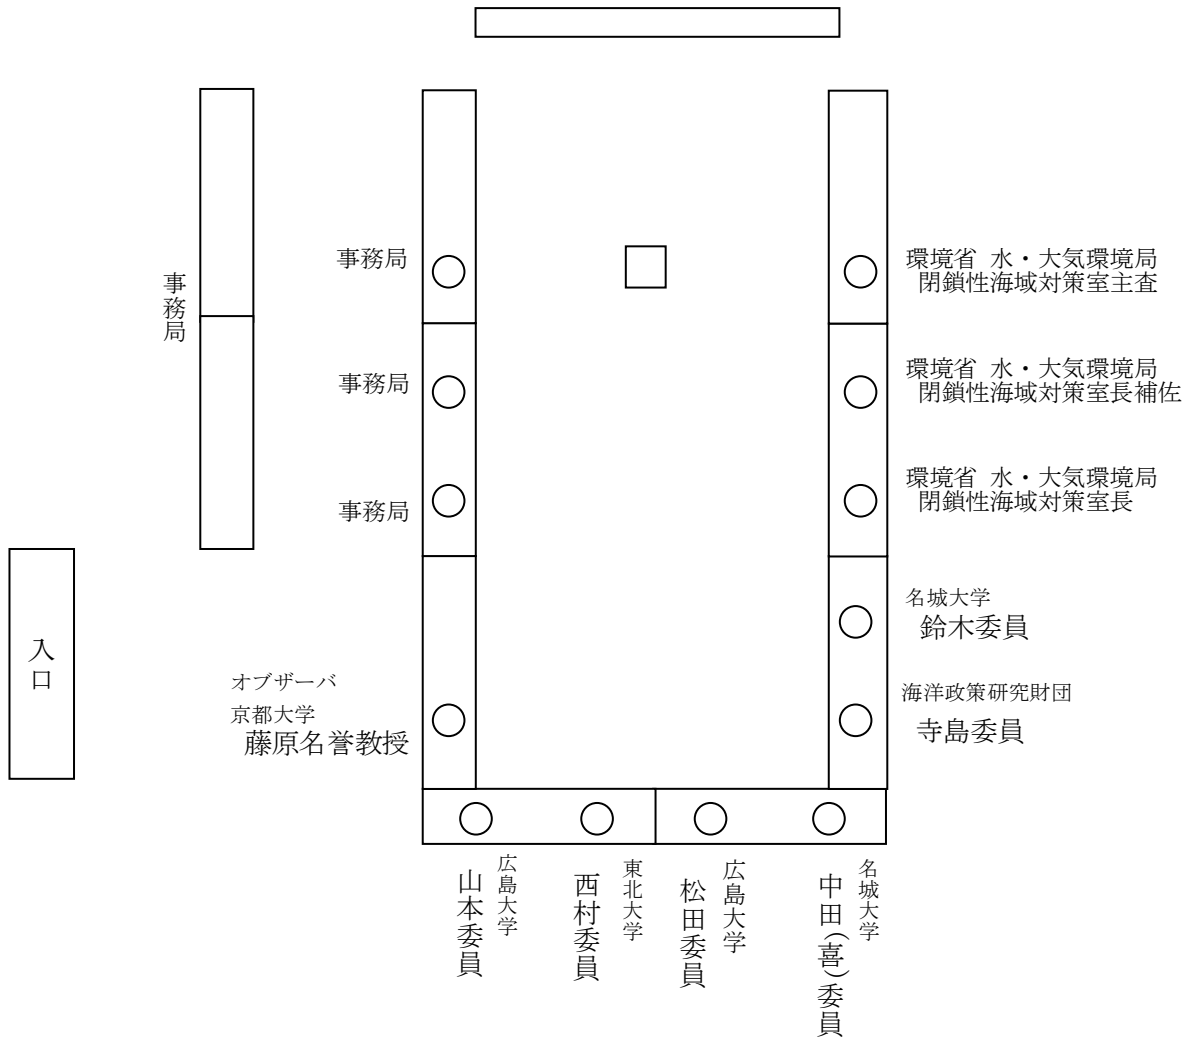 事務局
事務局
事務局
事務局
環境省 水・大気環境局
閉鎖性海域対策室主査
環境省 水・大気環境局
閉鎖性海域対策室長補佐
環境省 水・大気環境局
閉鎖性海域対策室長
名城大学
鈴木委員
海洋政策研究財団
寺島委員
入口
オブザーバ
京都大学
藤原名誉教授
広島大学
山本委員
東北大学
西村委員
広島大学
松田委員
名城大学
中田(喜)委員